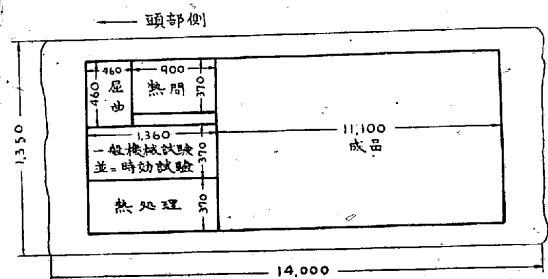 頭部側
460
900
460
屈曲
熱間
370
1,360
一般機械試験
並=時効試験
370
熱処理
370
11,100
成品
1,350
14,000